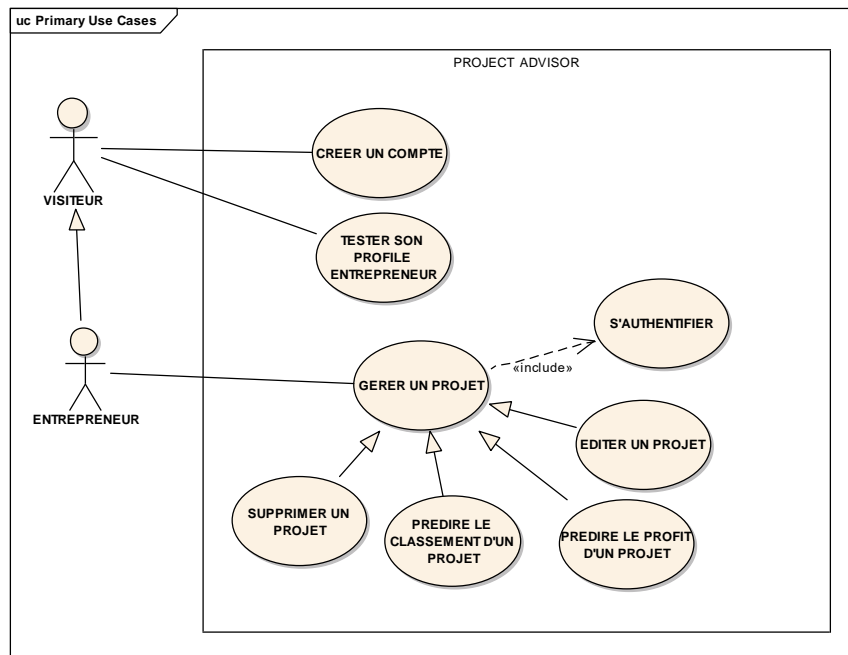 uc Primary Use Cases
PROJECT ADVISOR
VISITEUR
CREER UN COMPTE
TESTER SON
PROFILE
ENTREPRENEUR
S'AUTHENTIFIER
«include»
ENTREPRENEUR
GERER UN PROJET
EDITER UN PROJET
SUPPRIMER UN
PROJET
PREDIRE LE
CLASSEMENT D'UN
PROJET
PREDIRE LE PROFIT
D'UN PROJET